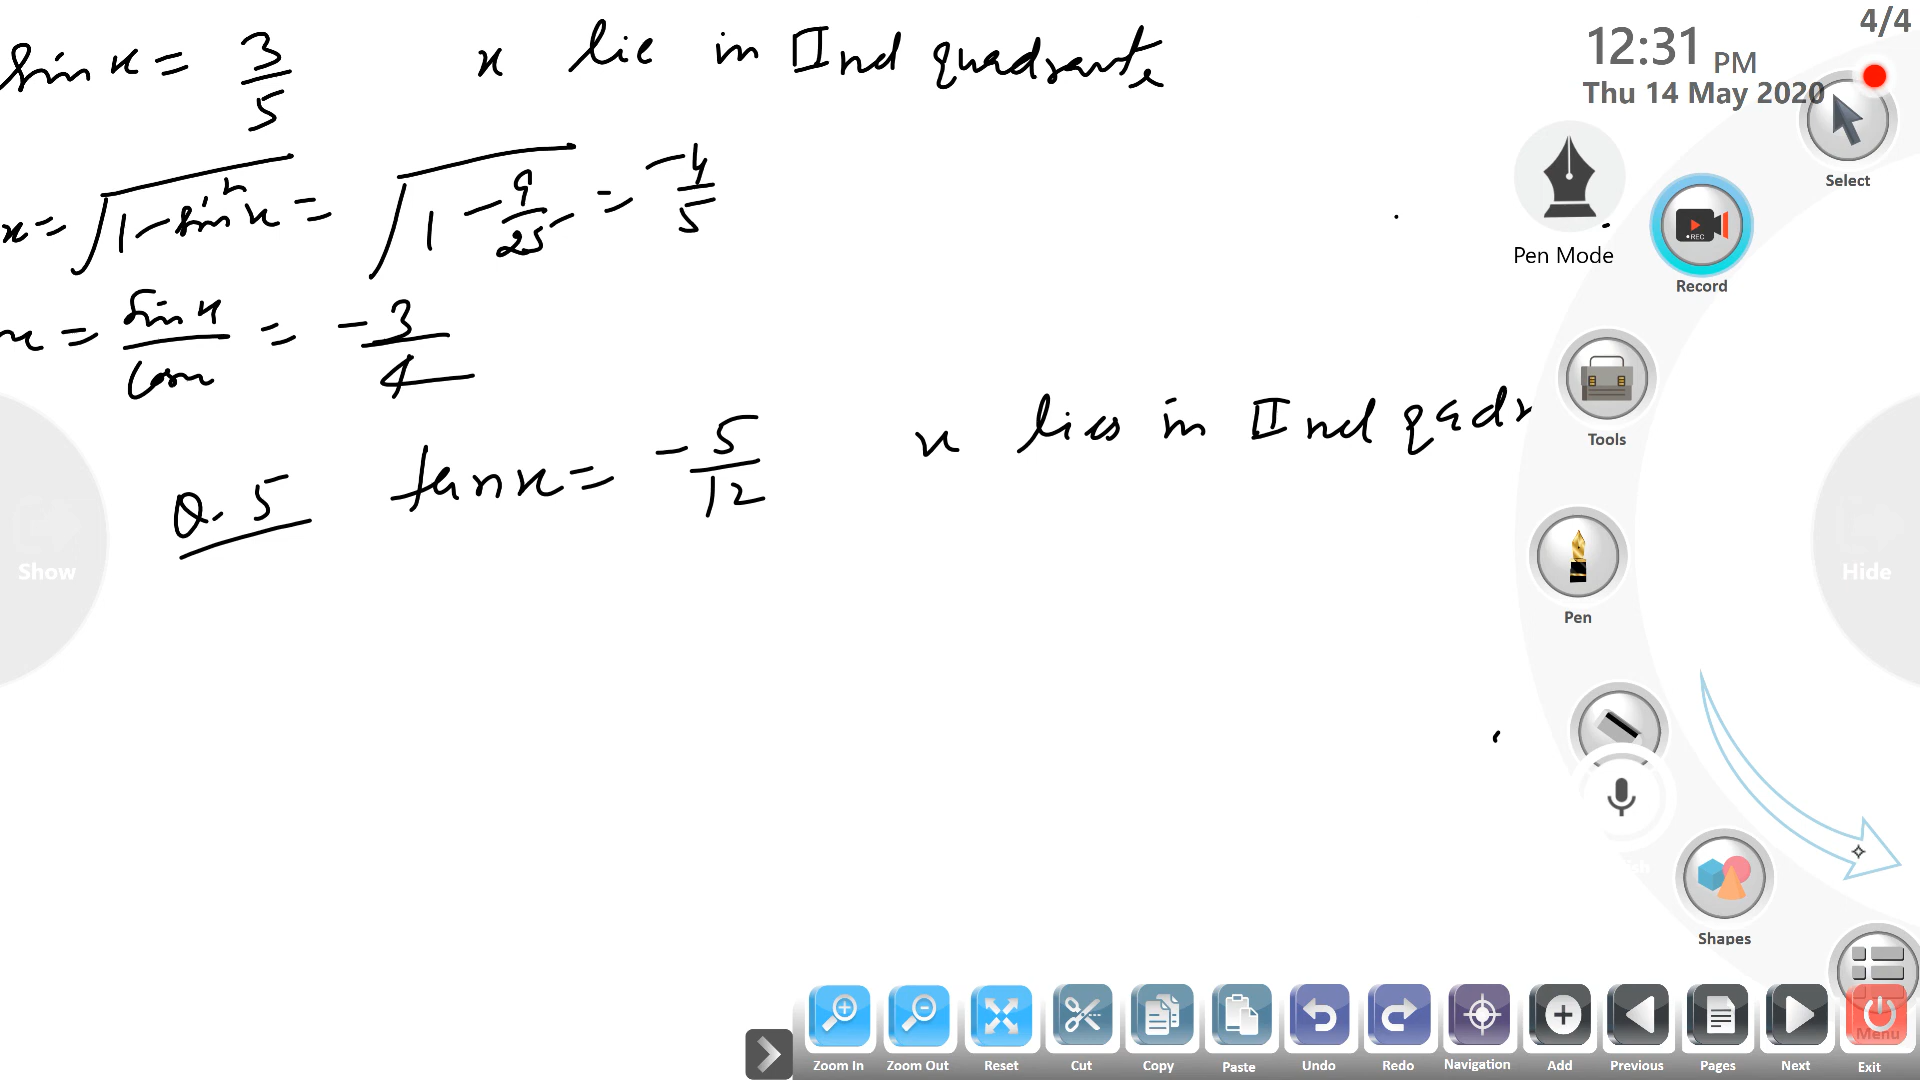 sin x = 3/5 x lie in IInd quadrante
x = √(1 - sin²x) = √(1 - 9/25) = -4/5
x = sin x / cos x = -3/4
Q. 5 tan x = -5/12 x lies in IInd qadr
4/4
12:31 PM
Thu 14 May 2020
Select
Pen Mode
REC
Record
Tools
Pen
Shapes
Show
Hide
Zoom In Zoom Out Reset Cut Copy Paste Undo Redo Navigation Add Previous Pages Next Exit
Menu